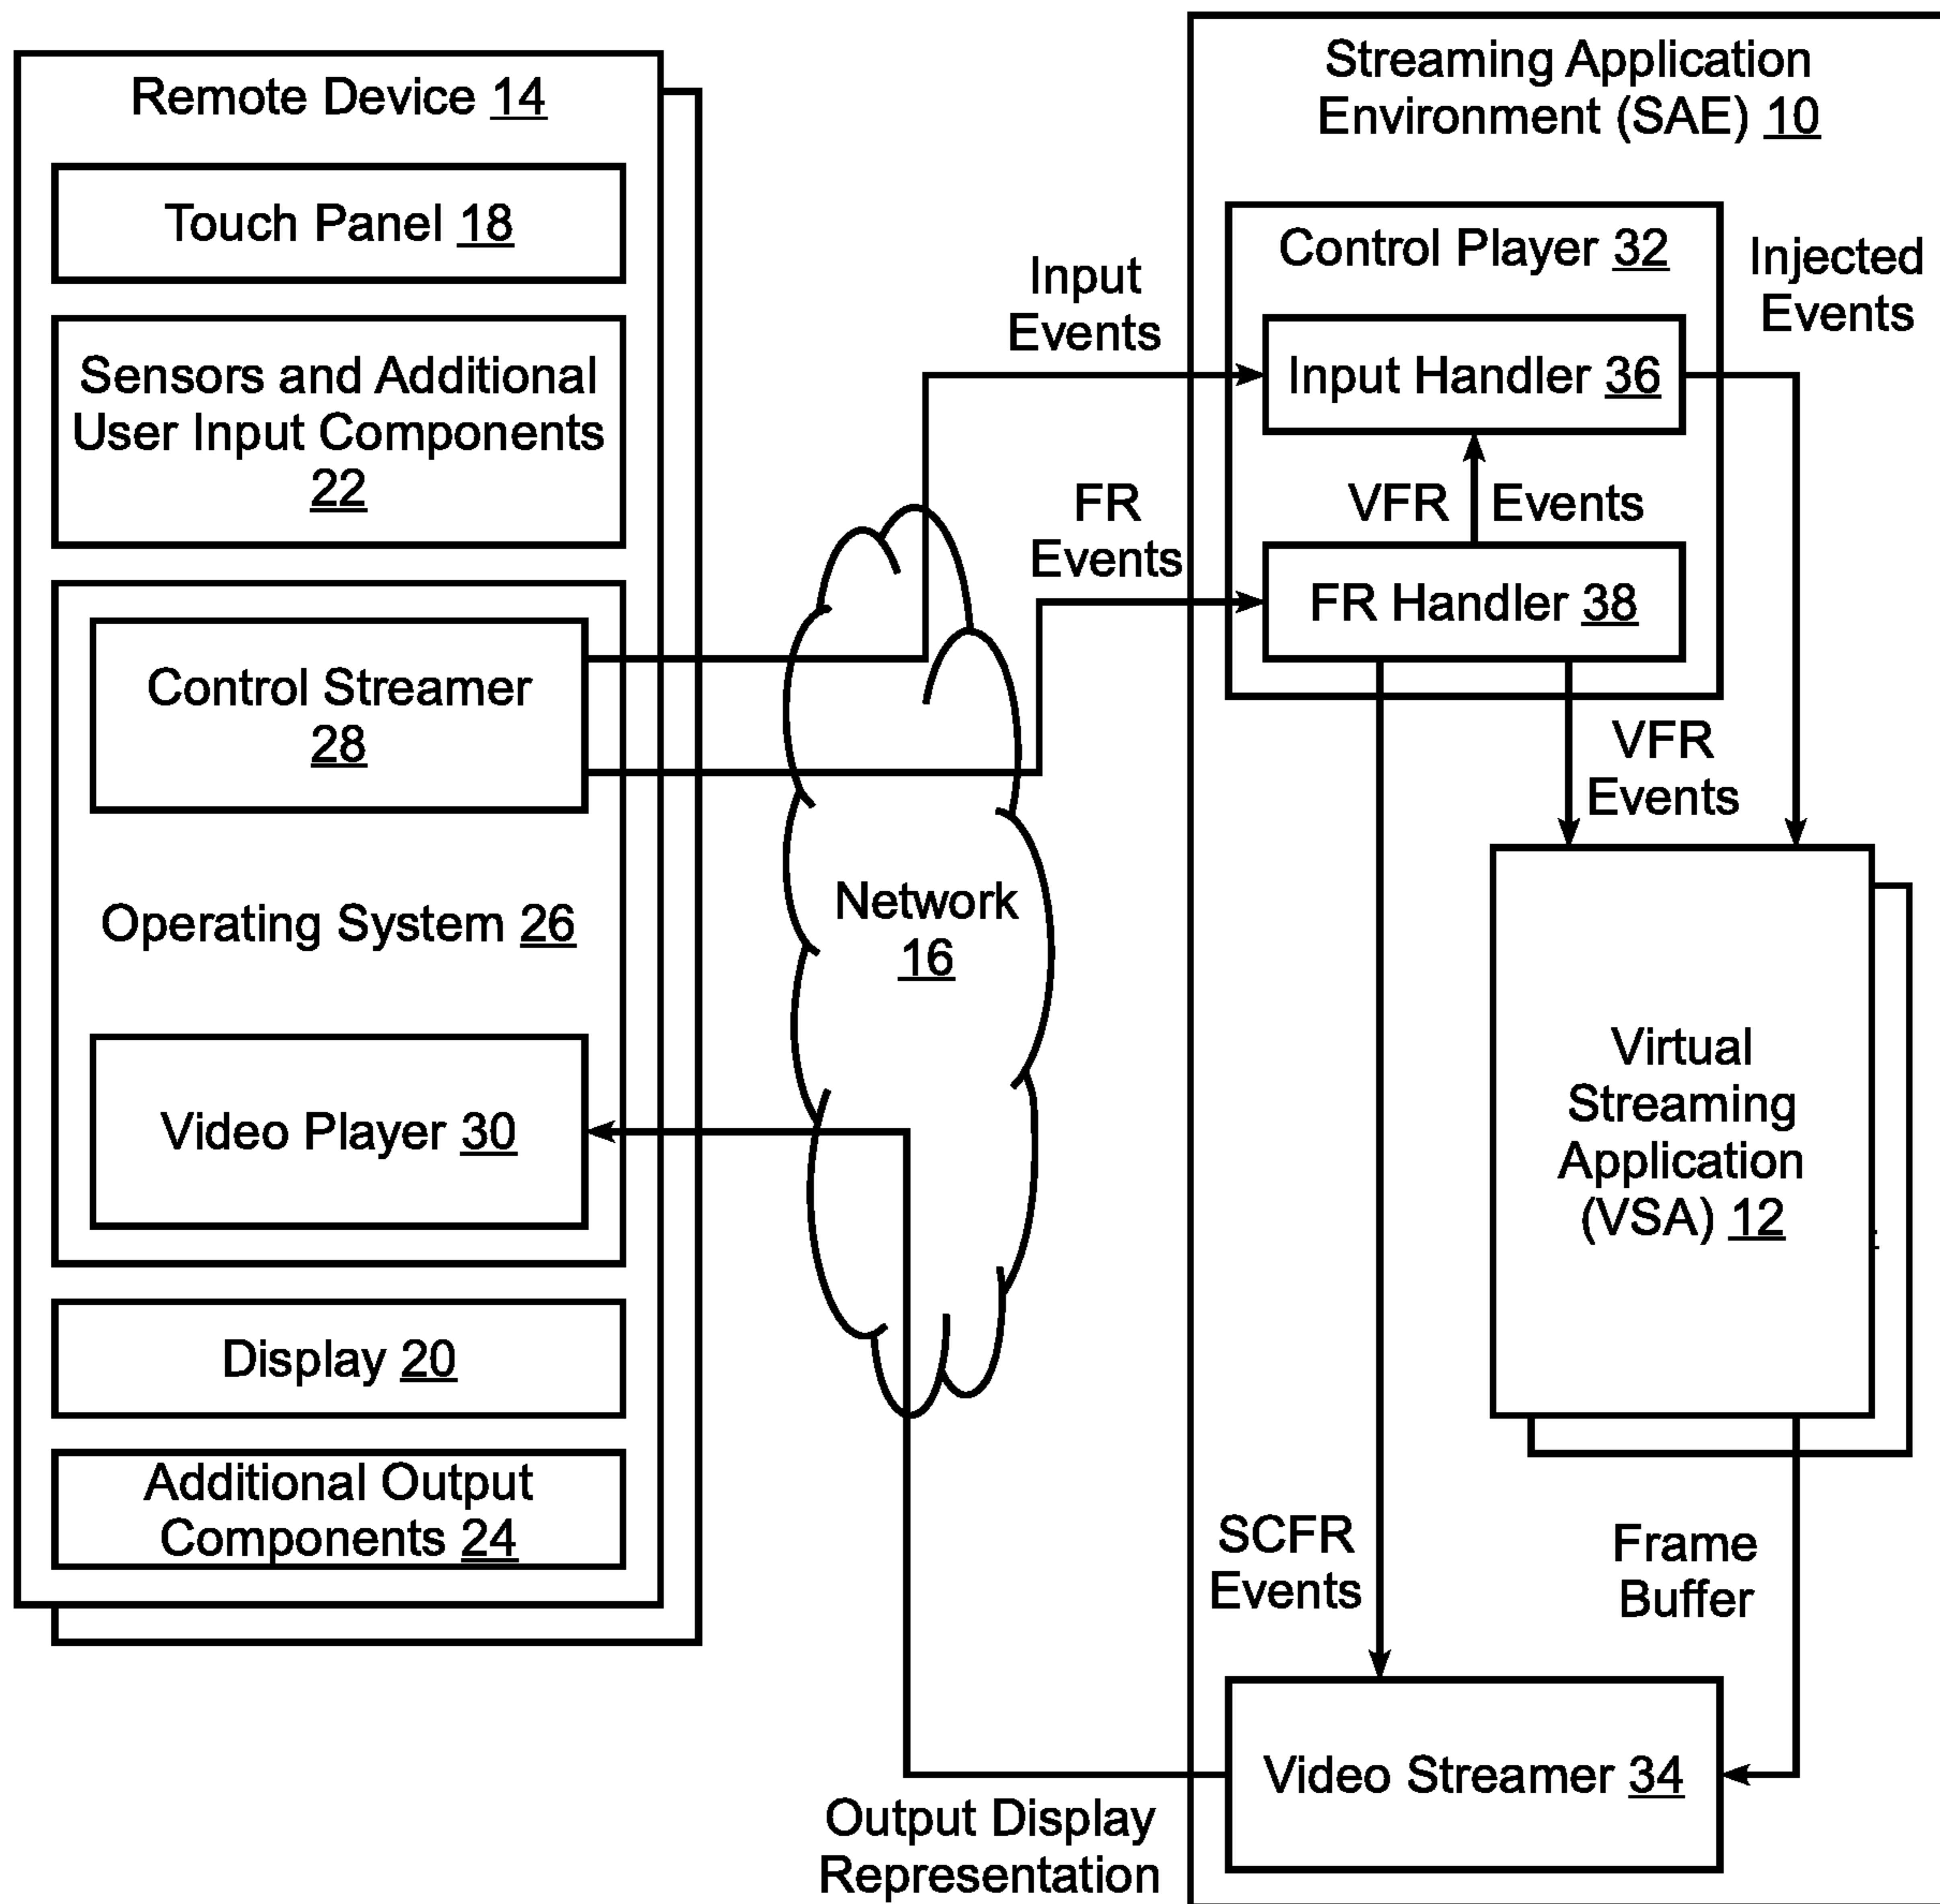 Remote Device 14
Touch Panel 18
Sensors and Additional
User Input Components
22
Control Streamer
28
Operating System 26
Video Player 30
Display 20
Additional Output
Components 24
Input
Events
FR
Events
Network
16
Output Display
Representation
Streaming Application
Environment (SAE) 10
Control Player 32
Input Handler 36
VFR Events
FR Handler 38
Injected
Events
VFR
Events
Virtual
Streaming
Application
(VSA) 12
SCFR
Events
Frame
Buffer
Video Streamer 34